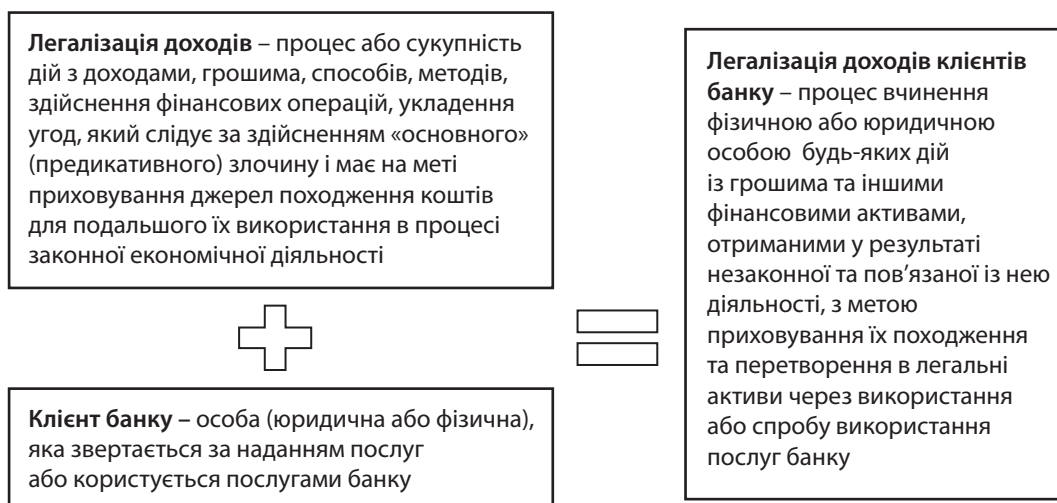 Легалізація доходів – процес або сукупність
дій з доходами, грошима, способів, методів,
здійснення фінансових операцій, укладення
угод, який слідує за здійсненням «основного»
(предикативного) злочину і має на меті
приховування джерел походження коштів
для подальшого їх використання в процесі
законної економічної діяльності
Клієнт банку – особа (юридична або фізична),
яка звертається за наданням послуг
або користується послугами банку
Легалізація доходів клієнтів
банку – процес вчинення
фізичною або юридичною
особою будь-яких дій
із грошима та іншими
фінансовими активами,
отриманими у результаті
незаконної та пов’язаної із нею
діяльності, з метою
приховування їх походження
та перетворення в легальні
активи через використання
або спробу використання
послуг банку